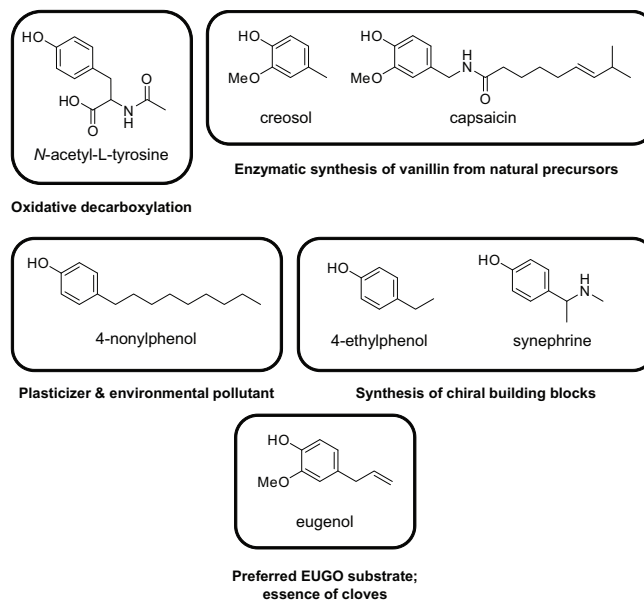 HO
HO
O
N
H
O
N-acetyl-L-tyrosine
Oxidative decarboxylation
HO
MeO
creosol
HO
MeO
H
N
O
capsaicin
Enzymatic synthesis of vanillin from natural precursors
HO
4-nonylphenol
Plasticizer & environmental pollutant
HO
4-ethylphenol
HO
H
N
synephrine
Synthesis of chiral building blocks
HO
MeO
eugenol
Preferred EUGO substrate;
essence of cloves